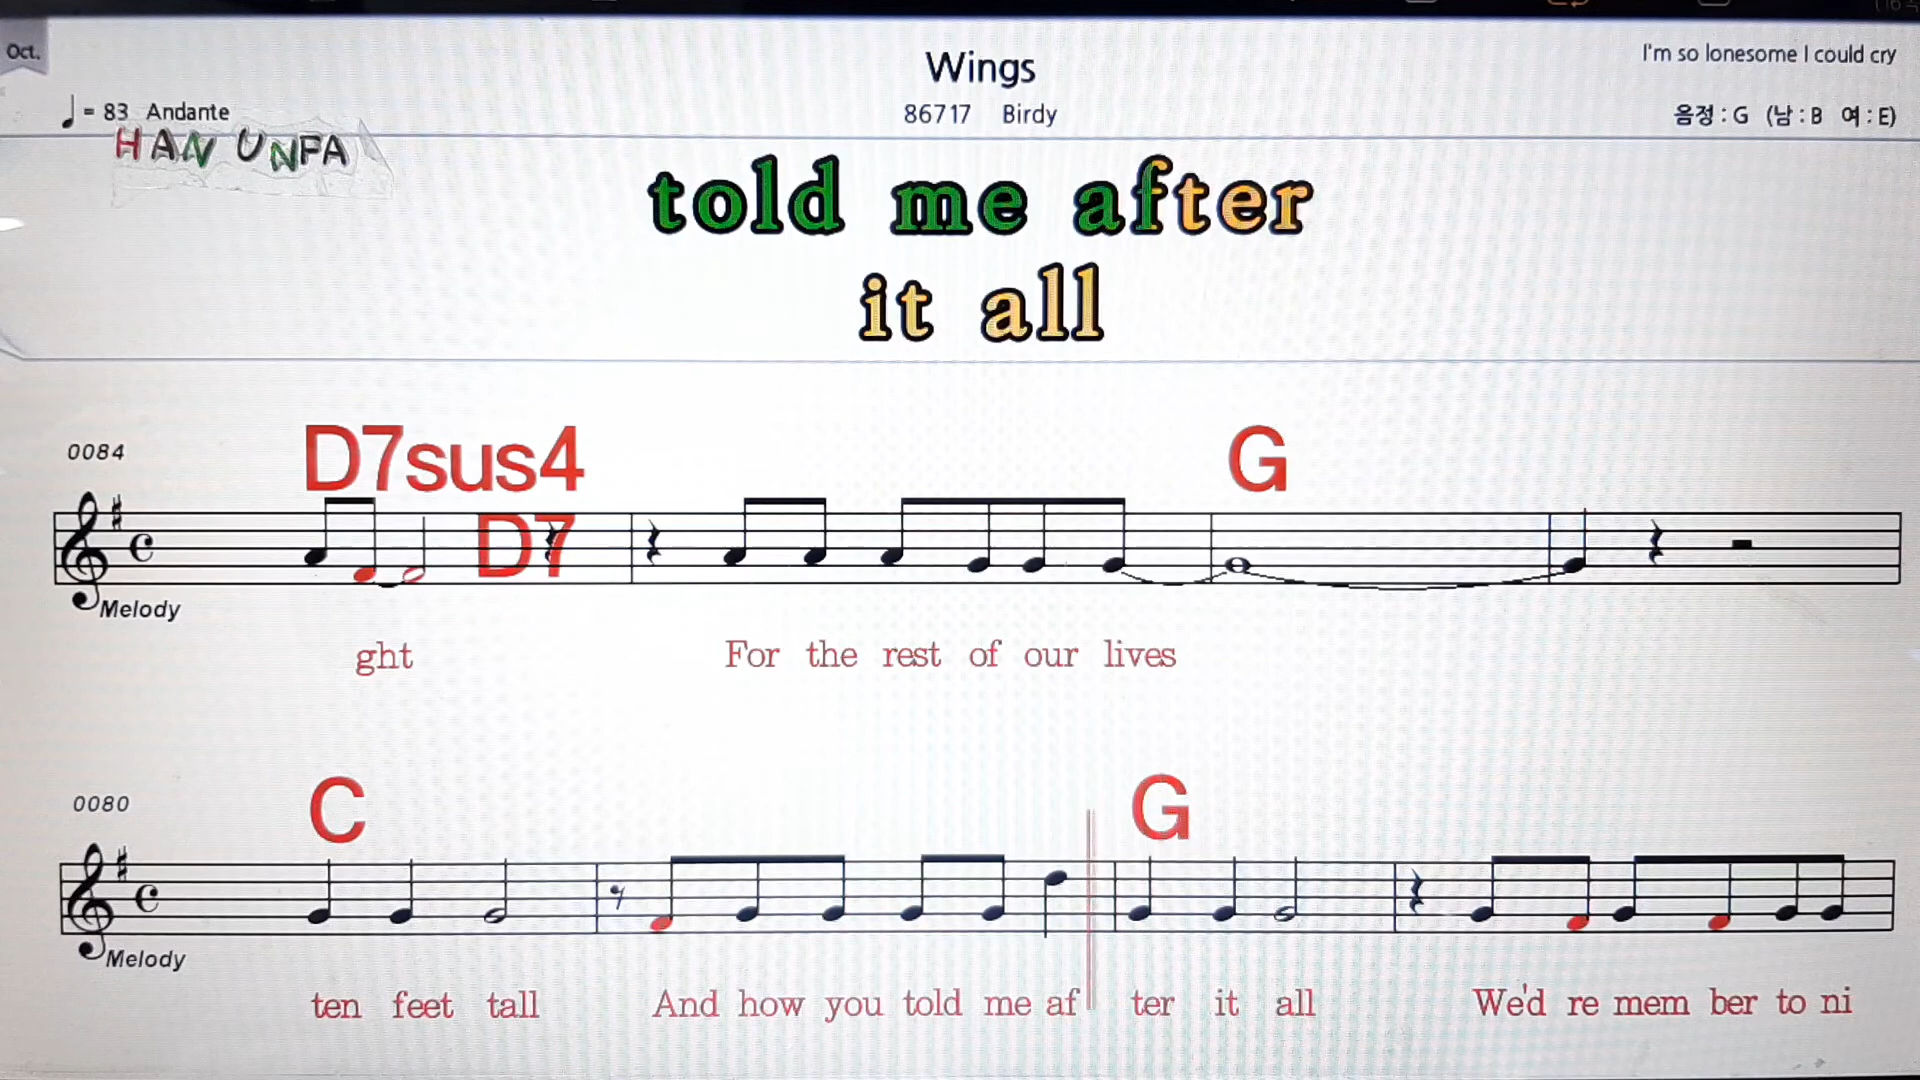 Oct.
Wings
I'm so lonesome I could cry
= 83 Andante
86717 Birdy
음정 : G (남 : B 여 : E)
HAN UNPA
told me after
it all
0084
D7sus4
G
D7
Melody
ght For the rest of our lives
0080
C
G
Melody
ten feet tall And how you told me af ter it all We'd re mem ber to ni